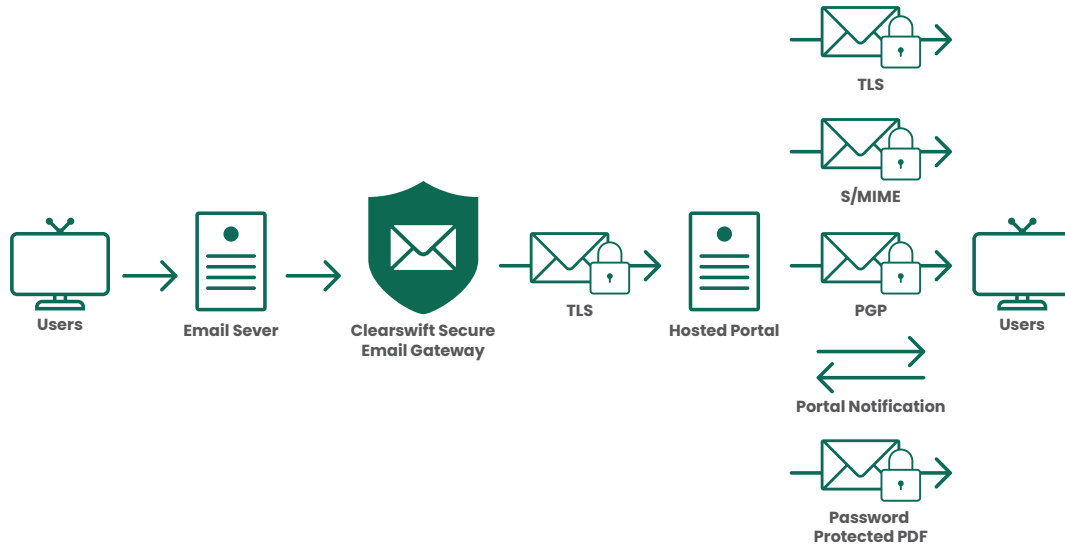 TLS
S/MIME
Users
Email Sever
Clearswift Secure
Email Gateway
TLS
Hosted Portal
PGP
Users
Portal Notification
Password
Protected PDF